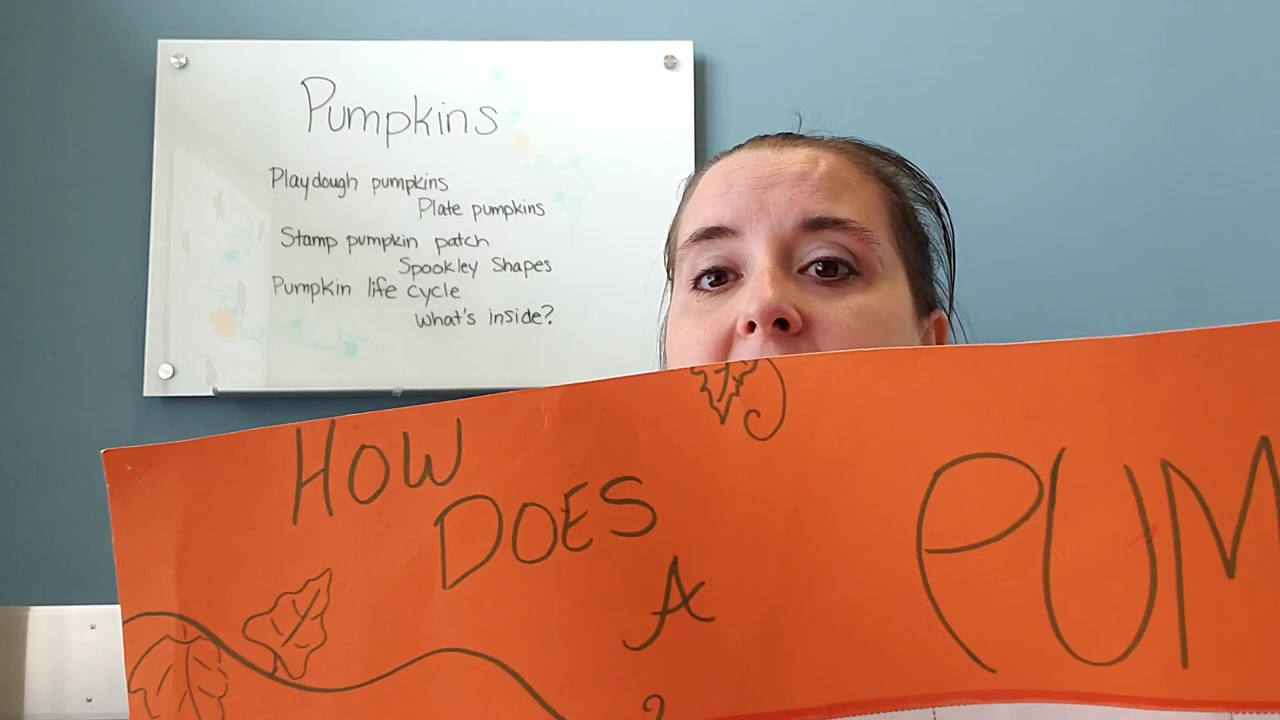 Pumpkins
Playdough pumpkins
Plate pumpkins
Stamp pumpkin patch
Spookley Shapes
Pumpkin life cycle
What's inside?
HOW
DOES
A
PUM